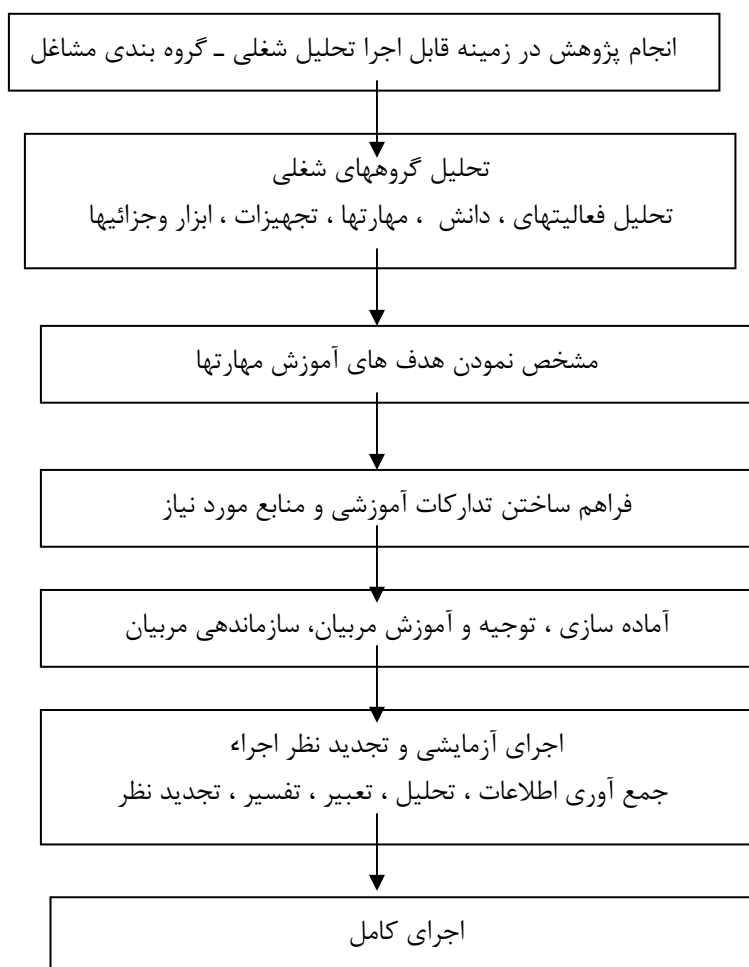 انجام پژوهش در زمینه قابل اجرا تحلیل شغلی ـ گروه بندی مشاغل
تحلیل گروههای شغلی
تحلیل فعالیتهای ، دانش ، مهارتها ، تجهیزات ، ابزار وجزائیها
مشخص نمودن هدف های آموزش مهارتها
فراهم ساختن تدارکات آموزشی و منابع مورد نیاز
آماده سازی ، توجیه و آموزش مربیان، سازماندهی مربیان
اجرای آزمایشی و تجدید نظر اجراء
جمع آوری اطلاعات ، تحلیل ، تعبیر ، تفسیر ، تجدید نظر
اجرای کامل